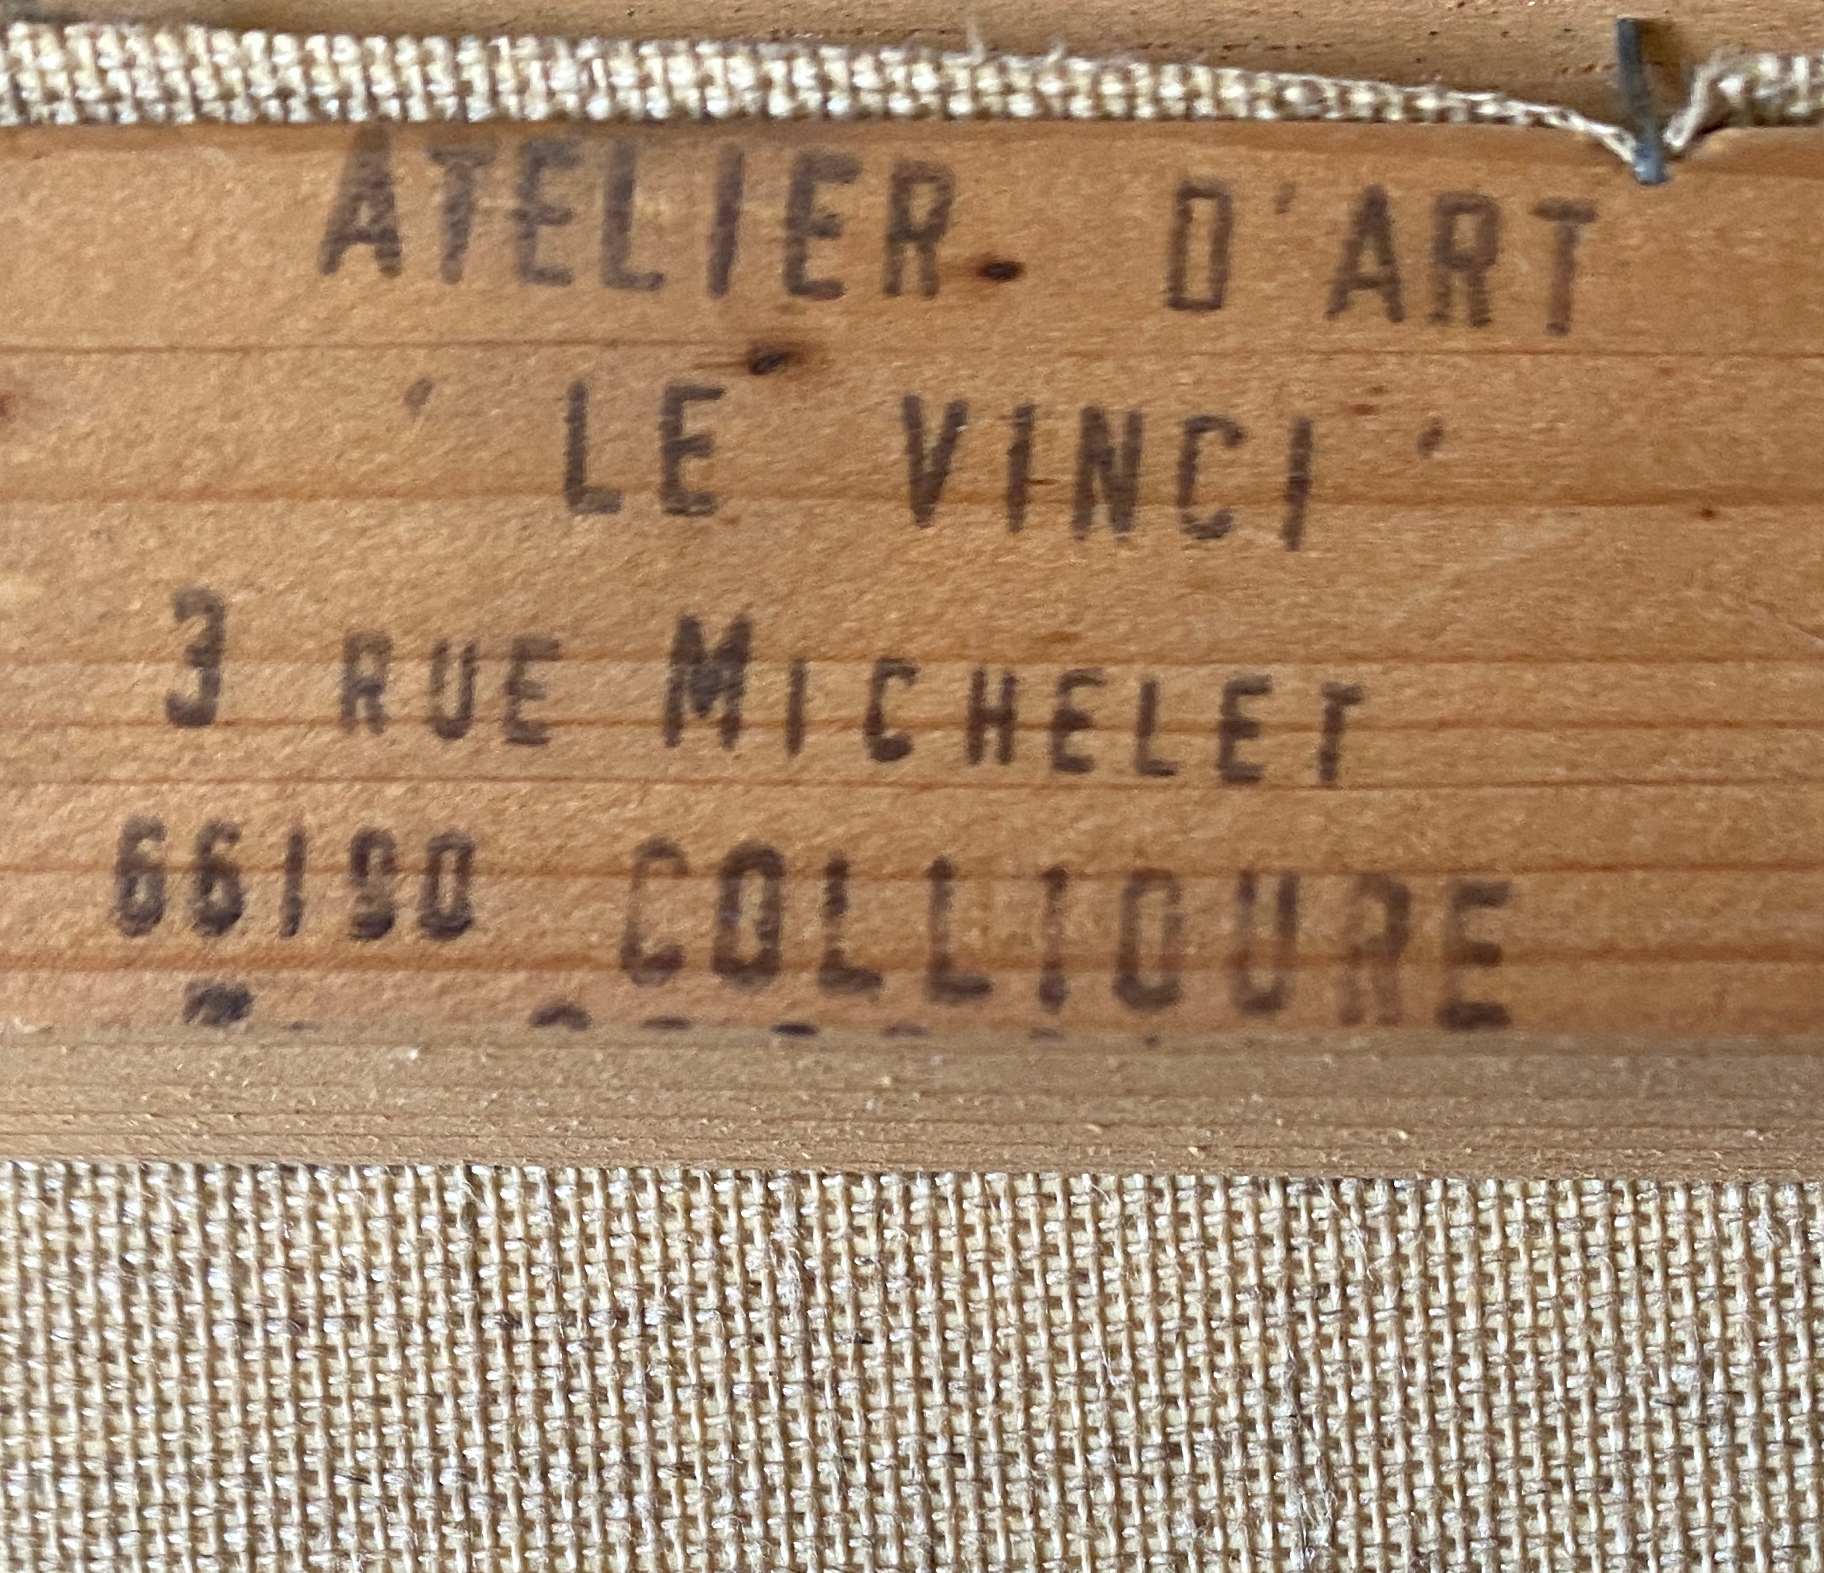 ATELIER D'ART
' LE VINCI '
3 RUE MICHELET
66190 COLLIOURE